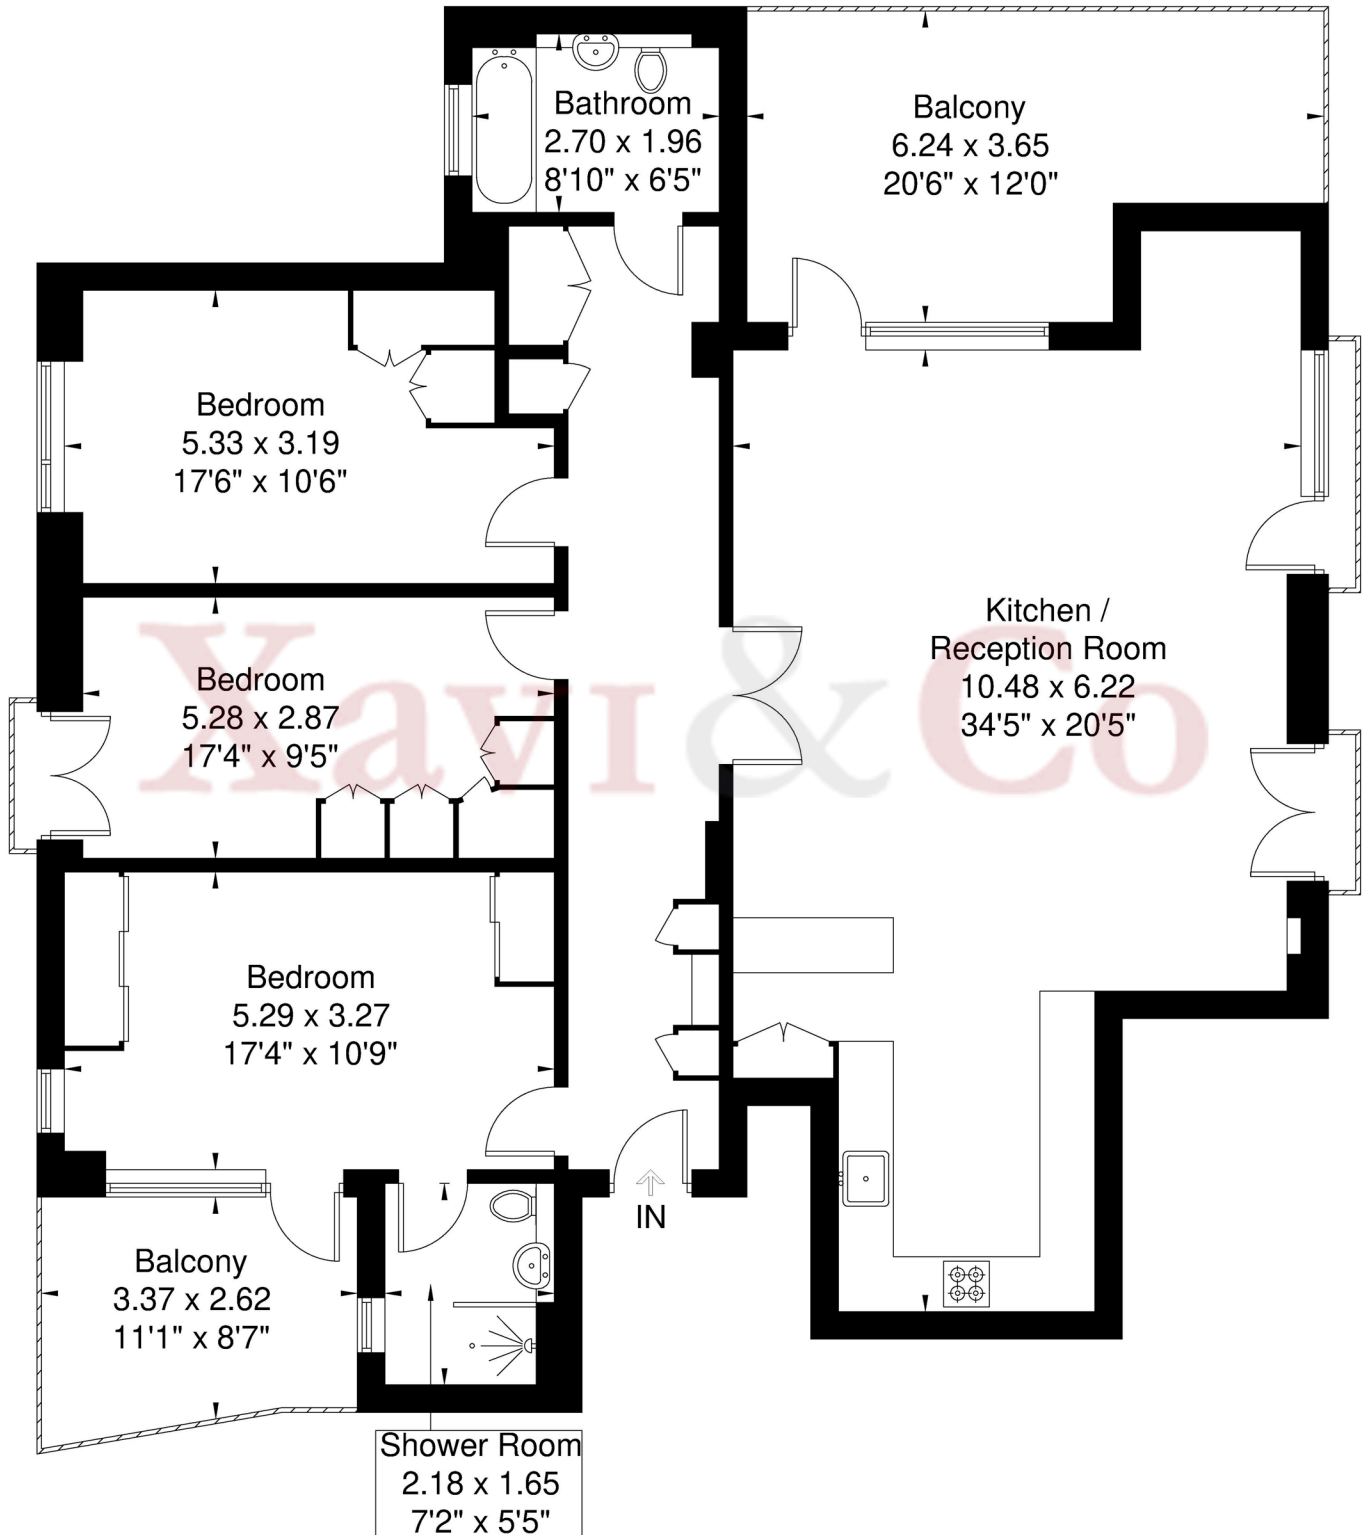 Bathroom
2.70 x 1.96
8'10" x 6'5"
Balcony
6.24 x 3.65
20'6" x 12'0"
Bedroom
5.33 x 3.19
17'6" x 10'6"
Kitchen /
Reception Room
10.48 x 6.22
34'5" x 20'5"
Xavi&Co
Bedroom
5.28 x 2.87
17'4" x 9'5"
Bedroom
5.29 x 3.27
17'4" x 10'9"
IN
Balcony
3.37 x 2.62
11'1" x 8'7"
Shower Room
2.18 x 1.65
7'2" x 5'5"